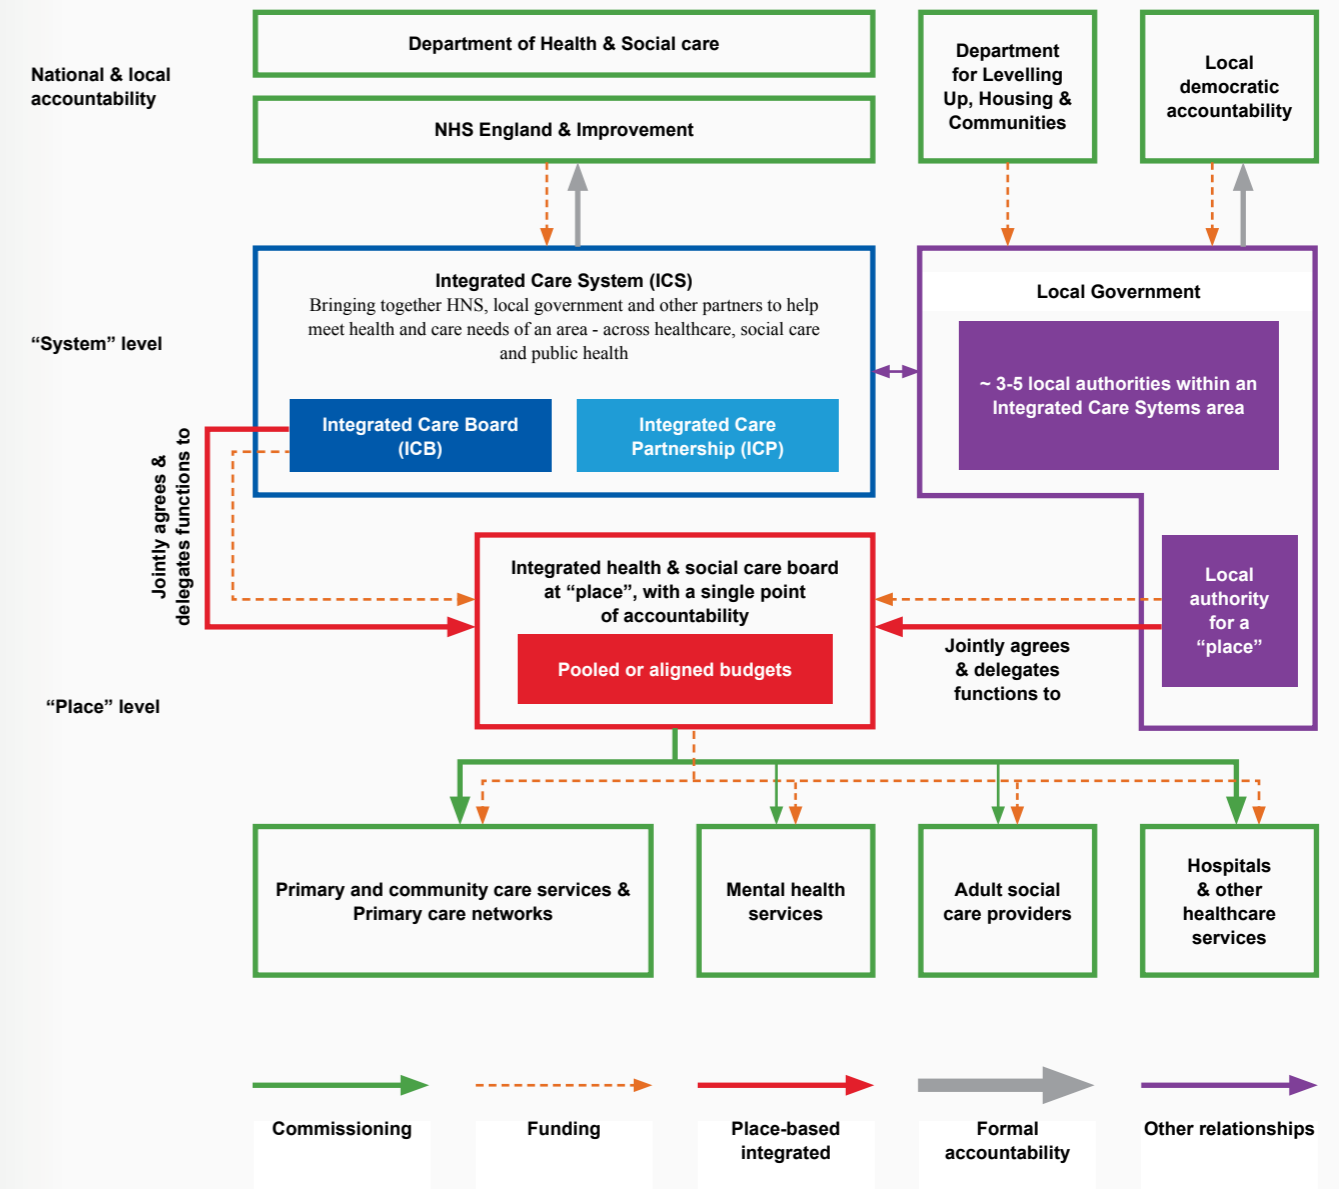 National & local
accountability
Department of Health & Social care
NHS England & Improvement
Department
for Levelling
Up, Housing &
Communities
Local
democratic
accountability
“System” level
Integrated Care System (ICS)
Bringing together HNS, local government and other partners to help
meet health and care needs of an area - across healthcare, social care
and public health
Integrated Care Board
(ICB)
Integrated Care
Partnership (ICP)
Local Government
~ 3-5 local authorities within an
Integrated Care Sytems area
Jointly agrees &
delegates functions to
Integrated health & social care board
at “place”, with a single point
of accountability
Pooled or aligned budgets
Jointly agrees
& delegates
functions to
Local
authority
for a
“place”
“Place” level
Primary and community care services &
Primary care networks
Mental health
services
Adult social
care providers
Hospitals
& other
healthcare
services
Commissioning
Funding
Place-based
integrated
Formal
accountability
Other relationships